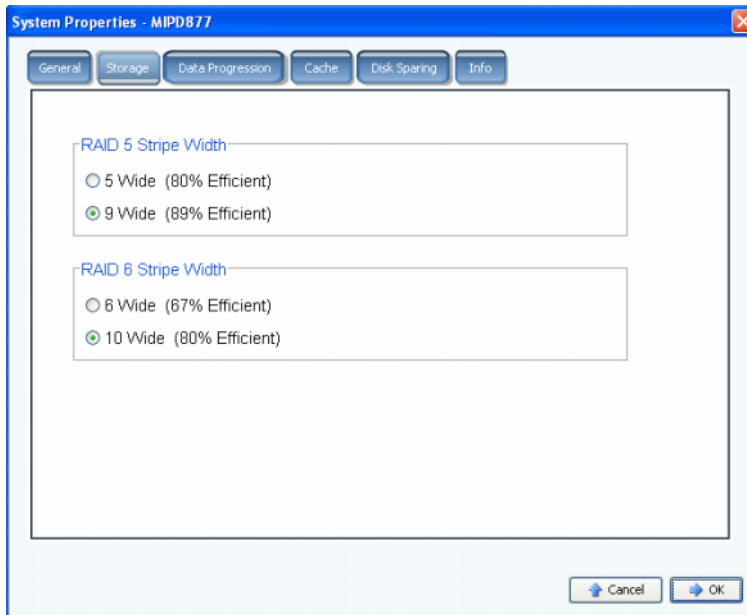 System Properties - MIPD877
General Storage Data Progression Cache Disk Sparing Info
RAID 5 Stripe Width
5 Wide (80% Efficient)
9 Wide (89% Efficient)
RAID 6 Stripe Width
6 Wide (67% Efficient)
10 Wide (80% Efficient)
Cancel OK